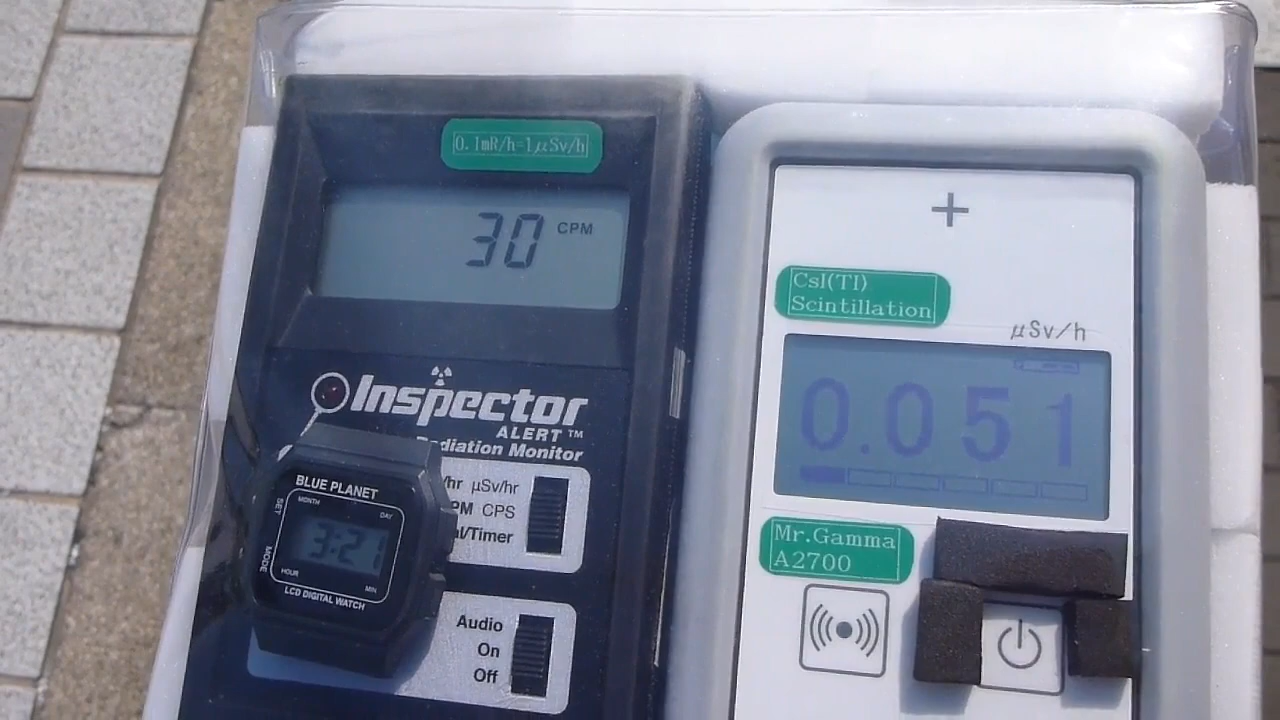 0.1mR/h=1μSv/h
30 CPM
Inspector
ALERT™
Radiation Monitor
/hr μSv/hr
PM CPS
al/Timer
Audio
On
Off
BLUE PLANET
MONTH
DAY
SET
3:21
MODE
HOUR
MIN
LCD DIGITAL WATCH
+
CsI(Tl)
Scintillation
μSv/h
0.051
Mr.Gamma
A2700